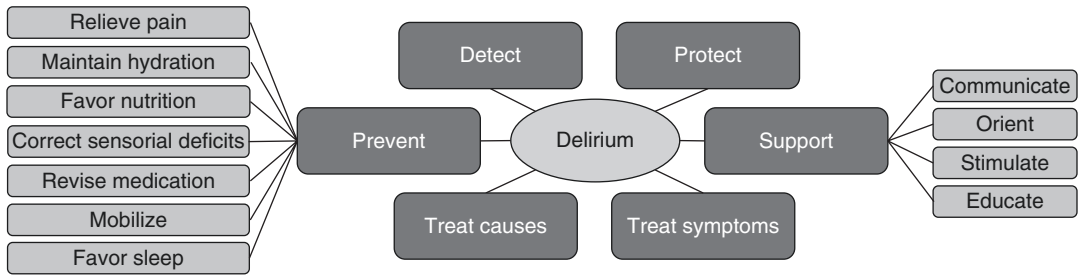 Relieve pain
Maintain hydration
Favor nutrition
Correct sensorial deficits
Revise medication
Mobilize
Favor sleep
Prevent
Detect
Protect
Delirium
Treat causes
Treat symptoms
Support
Communicate
Orient
Stimulate
Educate